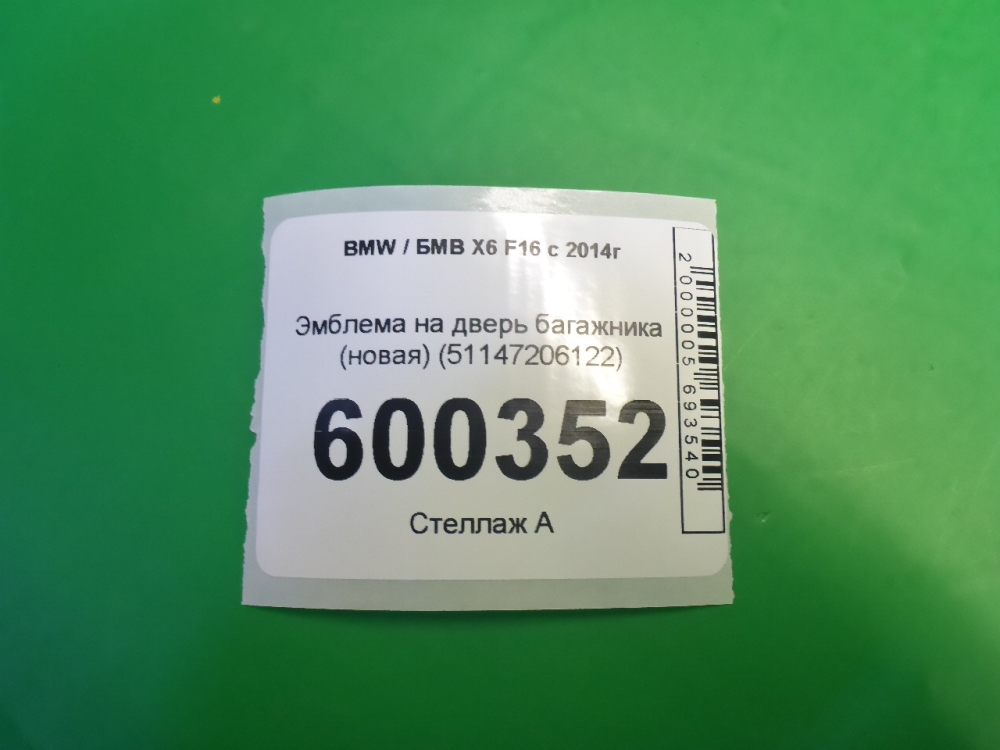 BMW / БМВ X6 F16 с 2014г
Эмблема на дверь багажника
(новая) (51147206122)
600352
Стеллаж А
2 000005 693540